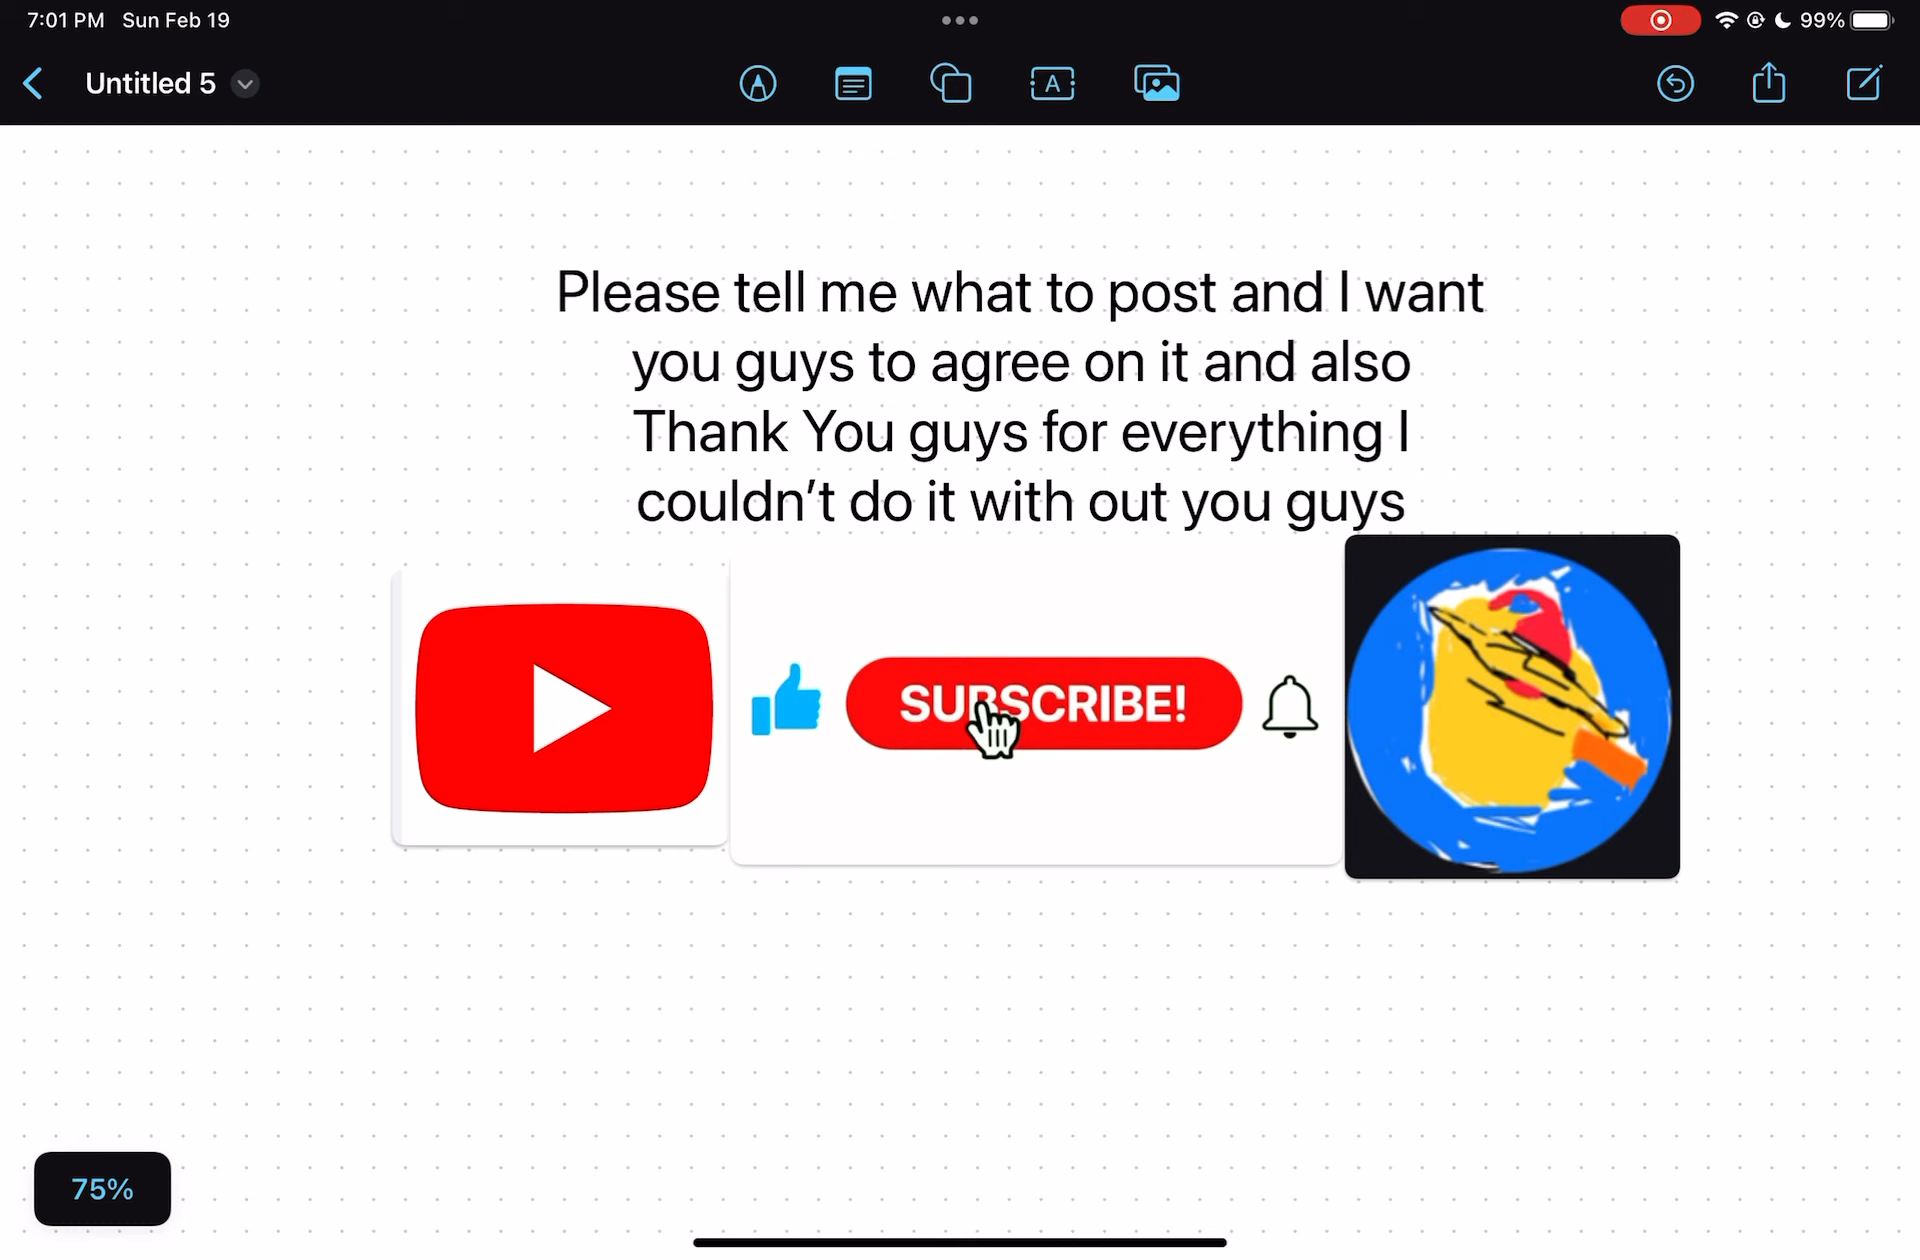 7:01 PM Sun Feb 19
99%
Untitled 5
A
Please tell me what to post and I want
you guys to agree on it and also
Thank You guys for everything I
couldn't do it with out you guys
SUBSCRIBE!
75%